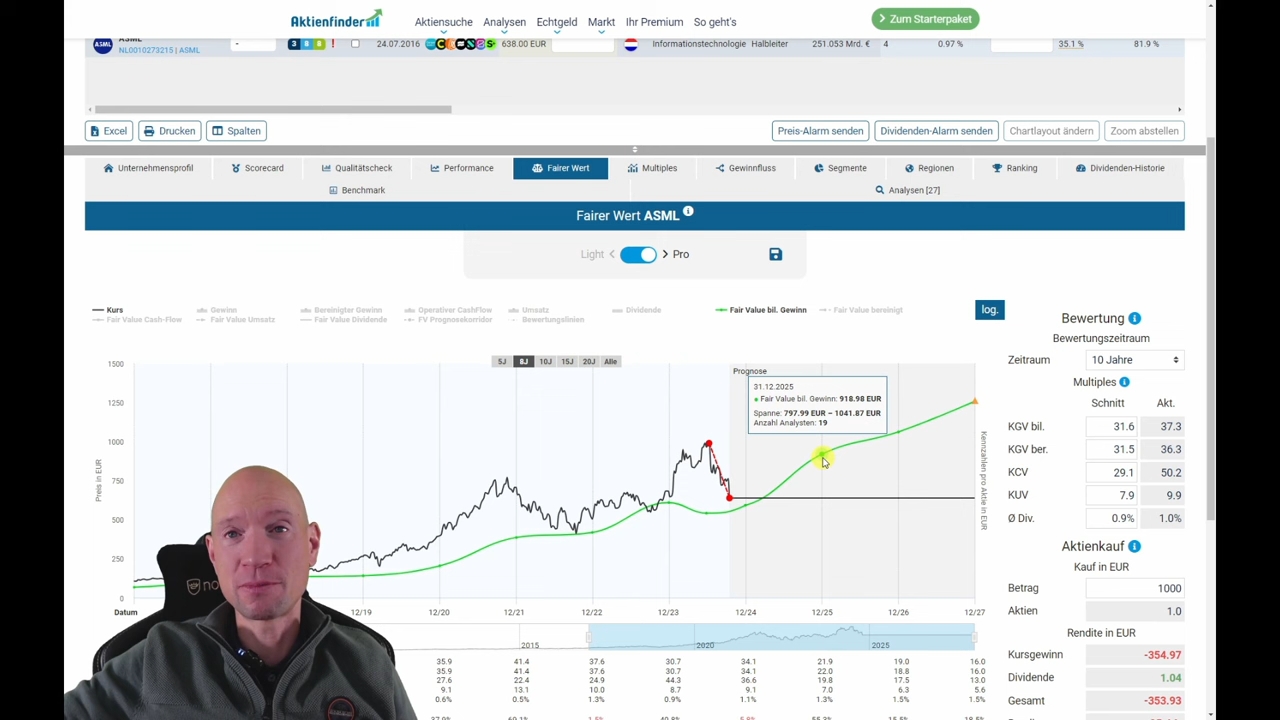 Aktienfinder
Aktiensuche Analysen Echtgeld Markt Ihr Premium So geht's
Zum Starterpaket
ASML
NL0010273215 | ASML
- 3 8 8 ! 24.07.2016 638.00 EUR Informationstechnologie Halbleiter 251.053 Mrd. € 4 0.97 % 35.1 % 81.9 %
Excel Drucken Spalten
Preis-Alarm senden Dividenden-Alarm senden Chartlayout ändern Zoom abstellen
Unternehmensprofil Scorecard Qualitätscheck Performance Fairer Wert Multiples Gewinnfluss Segmente Regionen Ranking Dividenden-Historie
Benchmark Analysen [27]
Fairer Wert ASML
Light < > Pro
Kurs Gewinn Bereinigter Gewinn Operativer CashFlow Umsatz Dividende Fair Value bil. Gewinn Fair Value bereinigt
Fair Value Cash-Flow Fair Value Umsatz Fair Value Dividende FV Prognosekorridor Bewertungslinien
log.
5J 8J 10J 15J 20J Alle
Prognose
31.12.2025
Fair Value bil. Gewinn: 918.98 EUR
Spanne: 797.99 EUR – 1041.87 EUR
Anzahl Analysten: 19
Preis in EUR
1500
1250
1000
750
500
250
0
Kennzahlen pro Aktie in EUR
Datum 12/19 12/20 12/21 12/22 12/23 12/24 12/25 12/26 12/27
2015 2020 2025
35.9 41.4 37.6 30.7 34.1 21.9 19.0 16.0
35.9 41.4 37.6 30.7 34.1 22.0 18.8 16.0
27.6 22.4 24.9 44.3 36.6 19.8 17.5 13.0
9.1 13.1 10.0 8.7 9.1 7.0 6.3 5.6
0.6% 0.5% 1.3% 0.9% 1.1% 1.3% 1.5% 1.5%
Bewertung
Bewertungszeitraum
Zeitraum 10 Jahre
Multiples
Schnitt Akt.
KGV bil. 31.6 37.3
KGV ber. 31.5 36.3
KCV 29.1 50.2
KUV 7.9 9.9
Ø Div. 0.9% 1.0%
Aktienkauf
Kauf in EUR
Betrag 1000
Aktien 1.0
Rendite in EUR
Kursgewinn -354.97
Dividende 1.04
Gesamt -353.93